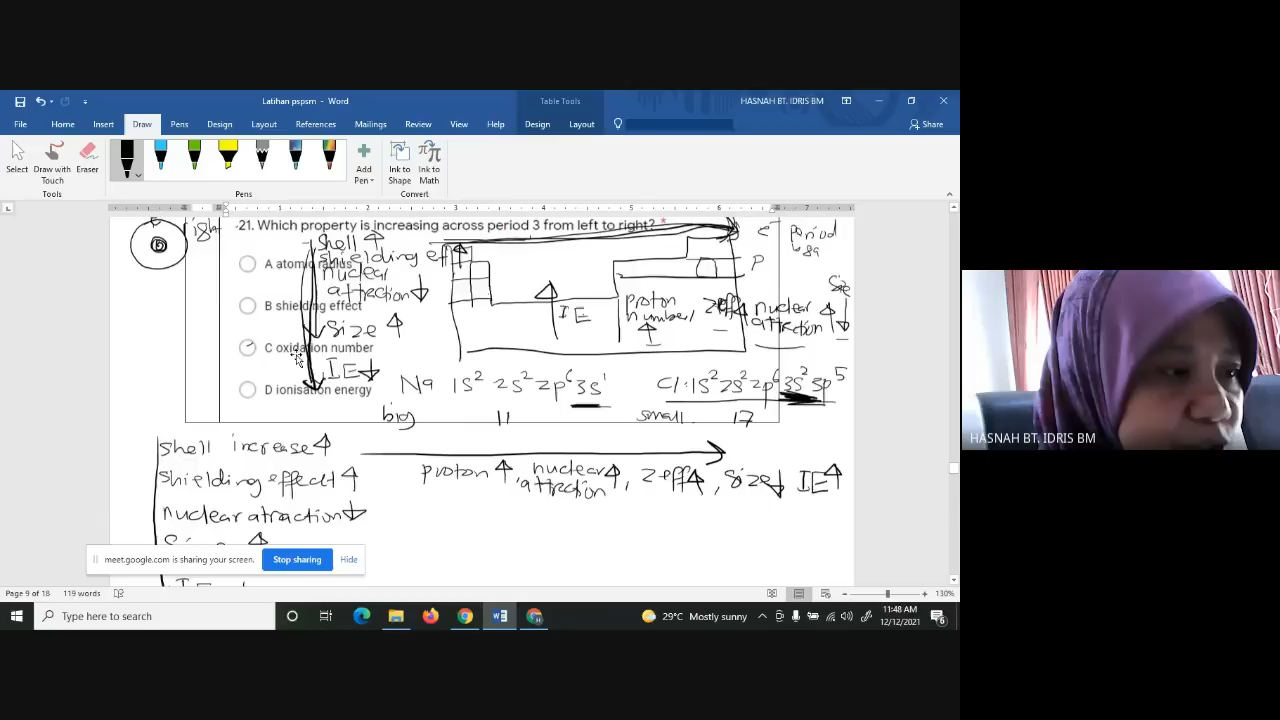 Latihan pspsm - Word
Table Tools
HASNAH BT. IDRIS BM
File Home Insert Draw Pens Design Layout References Mailings Review View Help Design Layout
Share
Select
Draw with Touch
Eraser
Add Pen
Ink to Shape
Ink to Math
Tools
Pens
Convert
21. Which property is increasing across period 3 from left to right? *
A atomic radius
B shielding effect
C oxidation number
D ionisation energy
shell ↑
shielding eff
nuclear
attraction ↓
size ↑
IE ↓
IE
proton number ↑
Zeff ↑ nuclear attraction ↑
size ↓
e⁻ period
p
Na 1s² 2s² 2p⁶ 3s¹
Cl: 1s² 2s² 2p⁶ 3s² 3p⁵
big 11
small 17
shell increase ↑
shielding effect ↑
nuclear atraction ↓
proton ↑, nuclear attraction ↑, Zeff ↑, size ↓ IE ↑
IE
meet.google.com is sharing your screen.
Stop sharing
Hide
Page 9 of 18
119 words
130%
Type here to search
29°C Mostly sunny
11:48 AM
12/12/2021
6
HASNAH BT. IDRIS BM